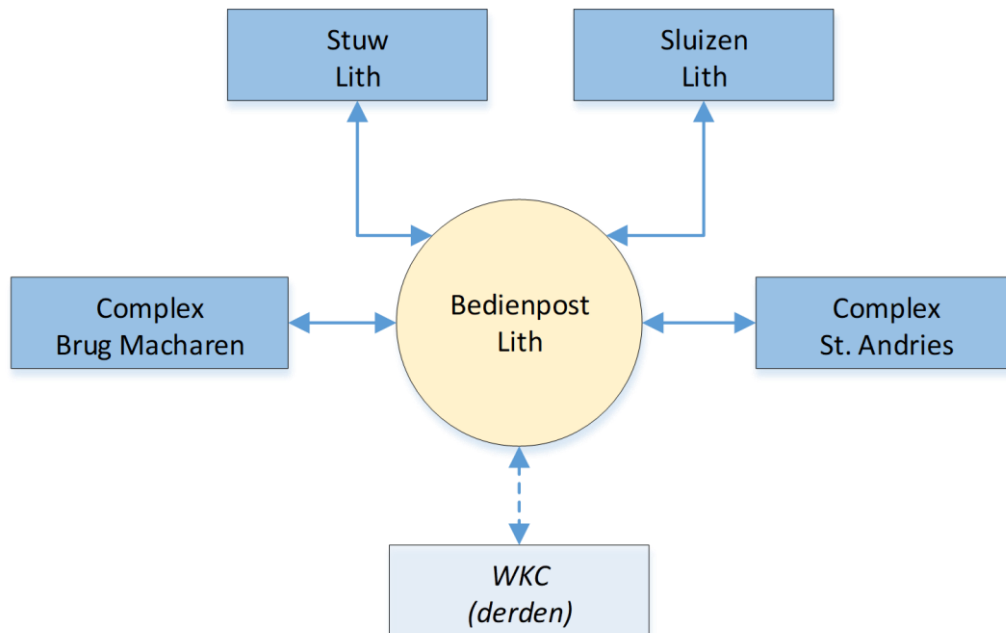 Stuw
Lith
Sluizen
Lith
Complex
Brug Macharen
Bedienpost
Lith
Complex
St. Andries
WKC
(derden)